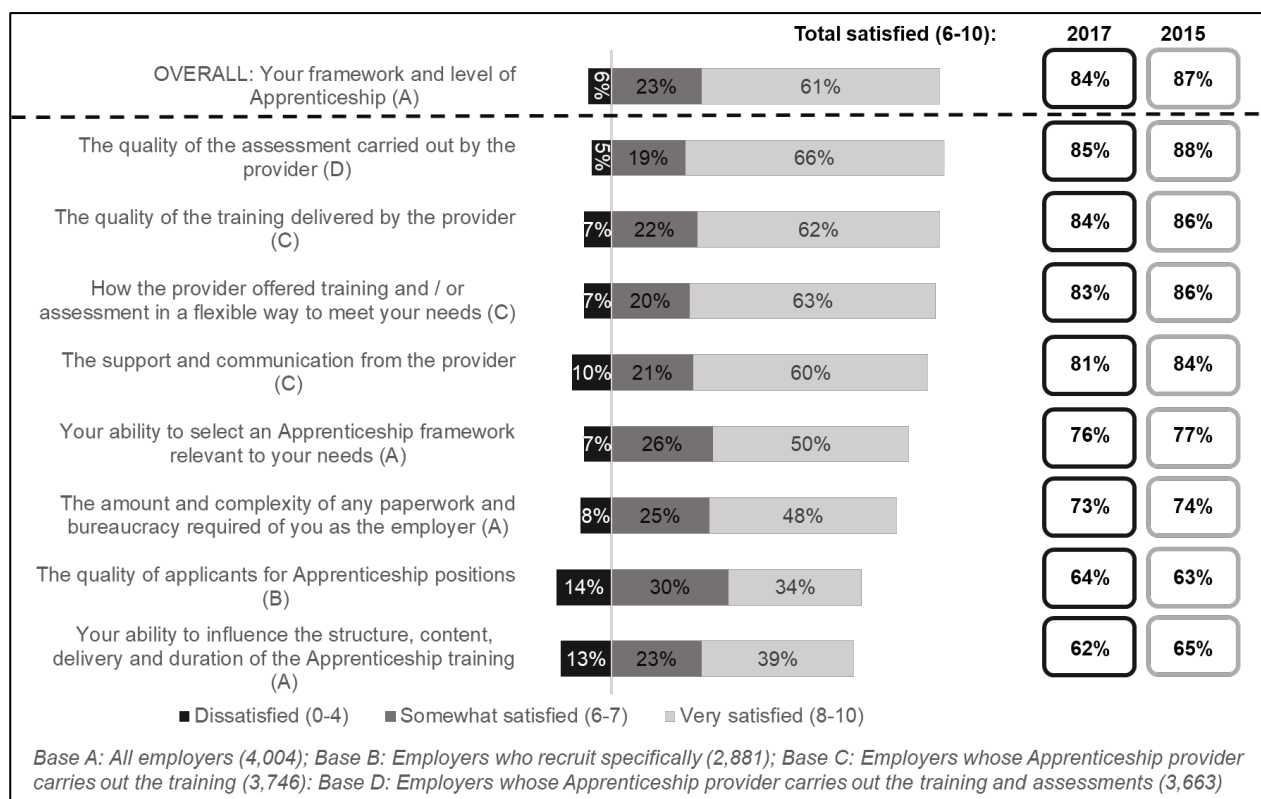 Total satisfied (6-10): 2017 2015
OVERALL: Your framework and level of
Apprenticeship (A)
6% 23% 61% 84% 87%
The quality of the assessment carried out by the
provider (D)
5% 19% 66% 85% 88%
The quality of the training delivered by the provider
(C)
7% 22% 62% 84% 86%
How the provider offered training and / or
assessment in a flexible way to meet your needs (C)
7% 20% 63% 83% 86%
The support and communication from the provider
(C)
10% 21% 60% 81% 84%
Your ability to select an Apprenticeship framework
relevant to your needs (A)
7% 26% 50% 76% 77%
The amount and complexity of any paperwork and
bureaucracy required of you as the employer (A)
8% 25% 48% 73% 74%
The quality of applicants for Apprenticeship positions
(B)
14% 30% 34% 64% 63%
Your ability to influence the structure, content,
delivery and duration of the Apprenticeship training
(A)
13% 23% 39% 62% 65%
Dissatisfied (0-4) Somewhat satisfied (6-7) Very satisfied (8-10)
Base A: All employers (4,004); Base B: Employers who recruit specifically (2,881); Base C: Employers whose Apprenticeship provider
carries out the training (3,746): Base D: Employers whose Apprenticeship provider carries out the training and assessments (3,663)